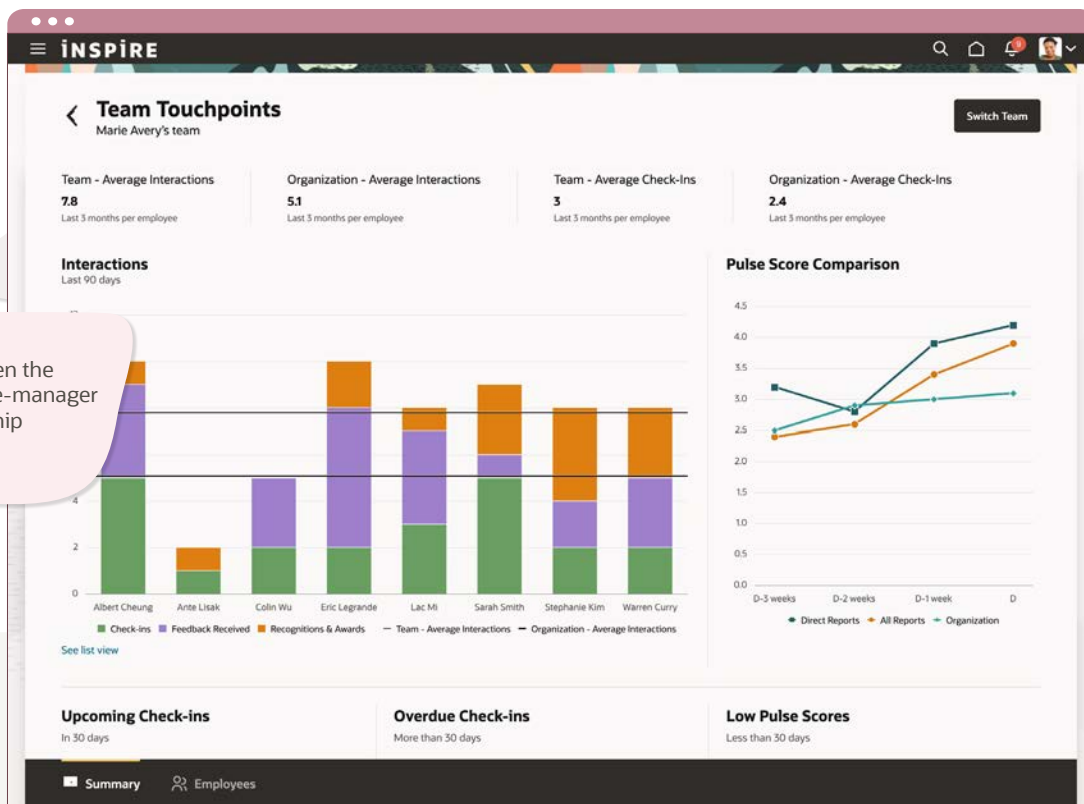 iNSPiRE
9
Team Touchpoints
Marie Avery's team
Switch Team
Team - Average Interactions
7.8
Last 3 months per employee
Organization - Average Interactions
5.1
Last 3 months per employee
Team - Average Check-Ins
3
Last 3 months per employee
Organization - Average Check-Ins
2.4
Last 3 months per employee
Interactions
Last 90 days
4
2
0
Albert Cheung Ante Lisak Colin Wu Eric Legrande Lac Mi Sarah Smith Stephanie Kim Warren Curry
Check-ins Feedback Received Recognitions & Awards Team - Average Interactions Organization - Average Interactions
See list view
en the
e-manager
hip
Pulse Score Comparison
4.5
4.0
3.5
3.0
2.5
2.0
1.5
1.0
0.5
0.0
D-3 weeks D-2 weeks D-1 week D
Direct Reports All Reports Organization
Upcoming Check-ins
In 30 days
Overdue Check-ins
More than 30 days
Low Pulse Scores
Less than 30 days
Summary Employees